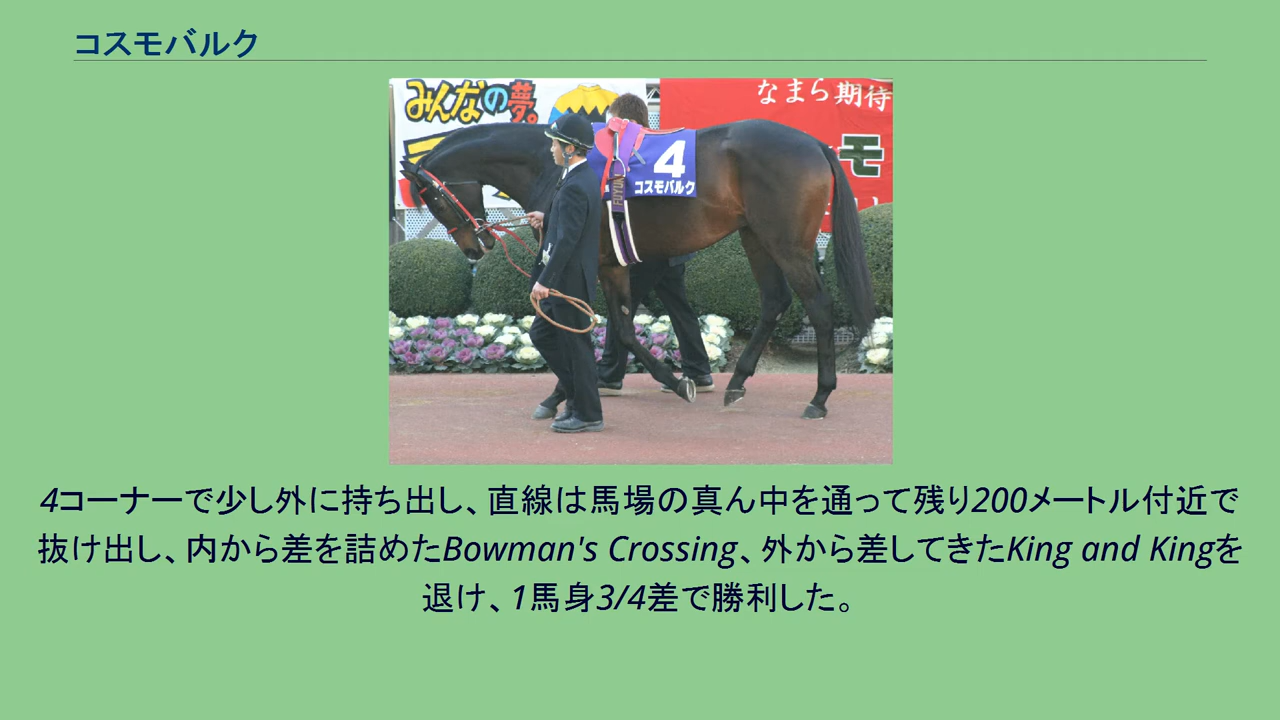 コスモバルク
みんなの夢。
なまら期待
モ
4
コスモバルク
4コーナーで少し外に持ち出し、直線は馬場の真ん中を通って残り200メートル付近で
抜け出し、内から差を詰めたBowman's Crossing、外から差してきたKing and Kingを
退け、1馬身3/4差で勝利した。